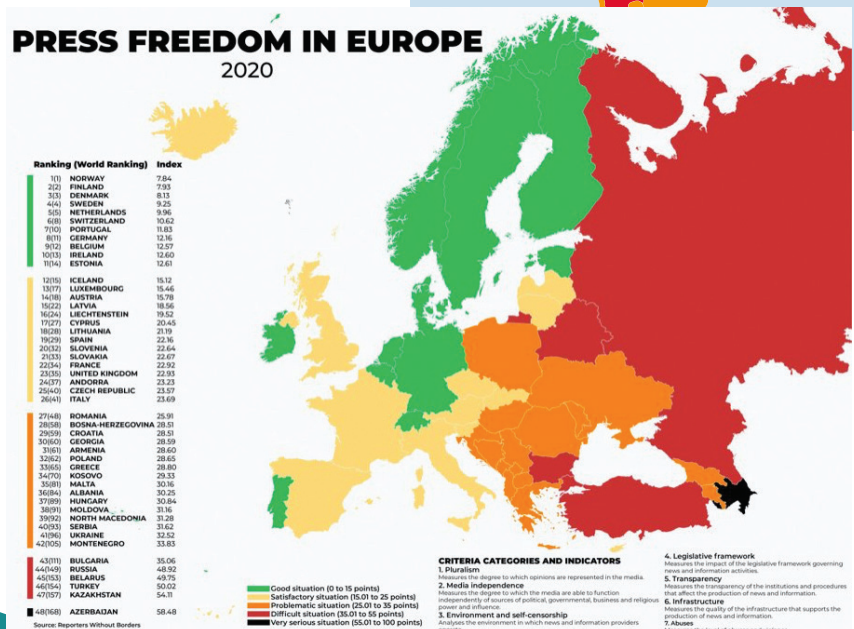 PRESS FREEDOM IN EUROPE
2020
Ranking (World Ranking) Index
1(1) NORWAY 7.84
2(2) FINLAND 7.93
3(3) DENMARK 8.13
4(4) SWEDEN 9.25
5(5) NETHERLANDS 9.96
6(8) SWITZERLAND 10.62
7(10) PORTUGAL 11.83
8(11) GERMANY 12.16
9(12) BELGIUM 12.57
10(13) IRELAND 12.60
11(14) ESTONIA 12.61
12(15) ICELAND 15.12
13(17) LUXEMBOURG 15.46
14(18) AUSTRIA 15.78
15(22) LATVIA 18.56
16(24) LIECHTENSTEIN 19.52
17(27) CYPRUS 20.45
18(28) LITHUANIA 21.19
19(29) SPAIN 22.16
20(32) SLOVENIA 22.64
21(33) SLOVAKIA 22.67
22(34) FRANCE 22.92
23(35) UNITED KINGDOM 22.93
24(37) ANDORRA 23.23
25(40) CZECH REPUBLIC 23.57
26(41) ITALY 23.69
27(48) ROMANIA 25.91
28(58) BOSNA-HERZEGOVINA 28.51
29(59) CROATIA 28.51
30(60) GEORGIA 28.59
31(61) ARMENIA 28.60
32(62) POLAND 28.65
33(65) GREECE 28.80
34(70) KOSOVO 29.33
35(81) MALTA 30.16
36(84) ALBANIA 30.25
37(89) HUNGARY 30.84
38(91) MOLDOVA 31.16
39(92) NORTH MACEDONIA 31.28
40(93) SERBIA 31.62
41(96) UKRAINE 32.52
42(105) MONTENEGRO 33.83
43(111) BULGARIA 35.06
44(149) RUSSIA 48.92
45(153) BELARUS 49.75
46(154) TURKEY 50.02
47(157) KAZAKHSTAN 54.11
48(168) AZERBAIJAN 58.48
Source: Reporters Without Borders
Good situation (0 to 15 points)
Satisfactory situation (15.01 to 25 points)
Problematic situation (25.01 to 35 points)
Difficult situation (35.01 to 55 points)
Very serious situation (55.01 to 100 points)
CRITERIA CATEGORIES AND INDICATORS
1. Pluralism
Measures the degree to which opinions are represented in the media.
2. Media independence
Measures the degree to which the media are able to function
independently of sources of political, governmental, business and religious
power and influence.
3. Environment and self-censorship
Analyses the environment in which news and information providers
4. Legislative framework
Measures the impact of the legislative framework governing
news and information activities.
5. Transparency
Measures the transparency of the institutions and procedures
that affect the production of news and information.
6. Infrastructure
Measures the quality of the infrastructure that supports the
production of news and information.
7. Abuses